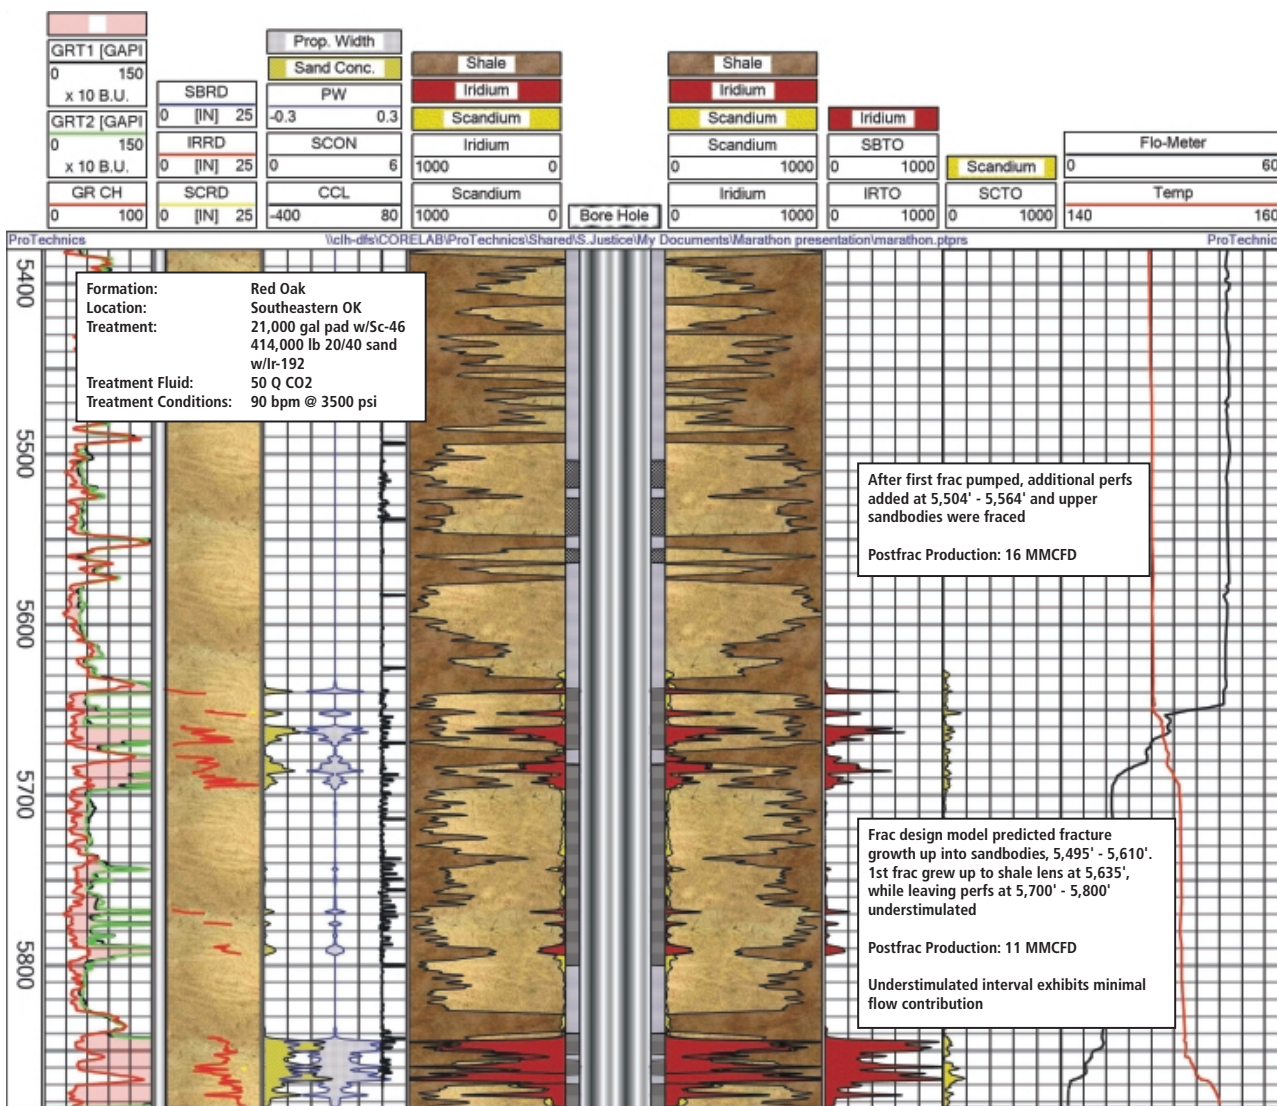 GRT1 [GAPI
0 150
x 10 B.U.
GRT2 [GAPI
0 150
x 10 B.U.
GR CH
0 100
SBRD
0 [IN] 25
IRRD
0 [IN] 25
SCRD
0 [IN] 25
Prop. Width
Sand Conc.
PW
-0.3 0.3
SCON
0 6
CCL
-400 80
Shale
Iridium
Scandium
Iridium
1000 0
Scandium
1000 0
Bore Hole
Shale
Iridium
Scandium
Scandium
0 1000
Iridium
0 1000
Iridium
SBTO
0 1000
IRTO
0 1000
Scandium
SCTO
0 1000
Flo-Meter
0 60
Temp
140 160
ProTechnics \\clh-dfs\CORELAB\ProTechnics\Shared\S.Justice\My Documents\Marathon presentation\marathon.ptprs ProTechnic
5400
5500
5600
5700
5800
Formation: Red Oak
Location: Southeastern OK
Treatment: 21,000 gal pad w/Sc-46
414,000 lb 20/40 sand
w/Ir-192
Treatment Fluid: 50 Q CO2
Treatment Conditions: 90 bpm @ 3500 psi
After first frac pumped, additional perfs
added at 5,504' - 5,564' and upper
sandbodies were fraced
Postfrac Production: 16 MMCFD
Frac design model predicted fracture
growth up into sandbodies, 5,495' - 5,610'.
1st frac grew up to shale lens at 5,635',
while leaving perfs at 5,700' - 5,800'
understimulated
Postfrac Production: 11 MMCFD
Understimulated interval exhibits minimal
flow contribution